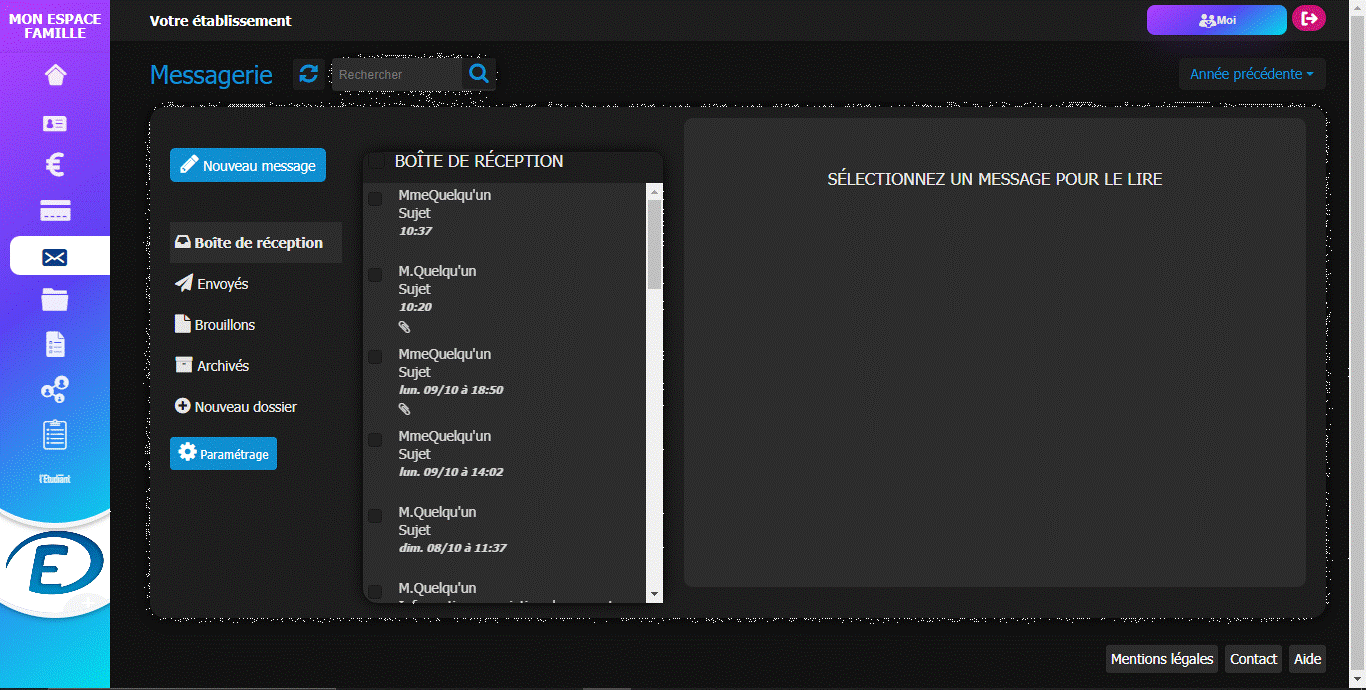 MON ESPACE
FAMILLE
Votre établissement
Moi
Messagerie
Rechercher
Année précédente
Nouveau message
Boîte de réception
Envoyés
Brouillons
Archivés
Nouveau dossier
Paramétrage
BOÎTE DE RÉCEPTION
MmeQuelqu'un
Sujet
10:37
M.Quelqu'un
Sujet
10:20
MmeQuelqu'un
Sujet
lun. 09/10 à 18:50
MmeQuelqu'un
Sujet
lun. 09/10 à 14:02
M.Quelqu'un
Sujet
dim. 08/10 à 11:37
M.Quelqu'un
SÉLECTIONNEZ UN MESSAGE POUR LE LIRE
l'Etudiant
E
Mentions légales
Contact
Aide